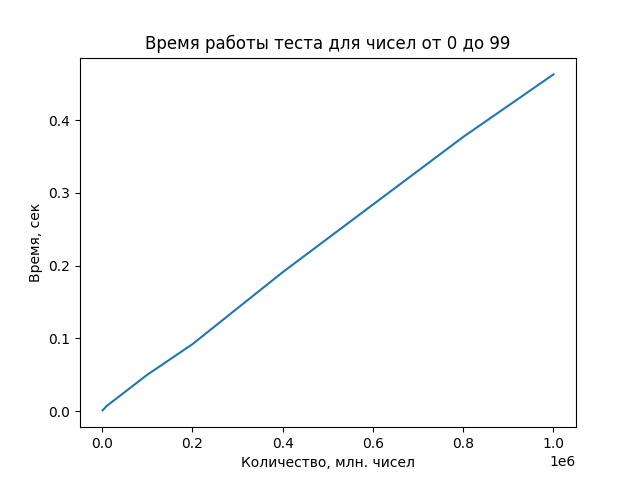 Время работы теста для чисел от 0 до 99
Время, сек
0.4
0.3
0.2
0.1
0.0
0.0 0.2 0.4 0.6 0.8 1.0
1e6
Количество, млн. чисел